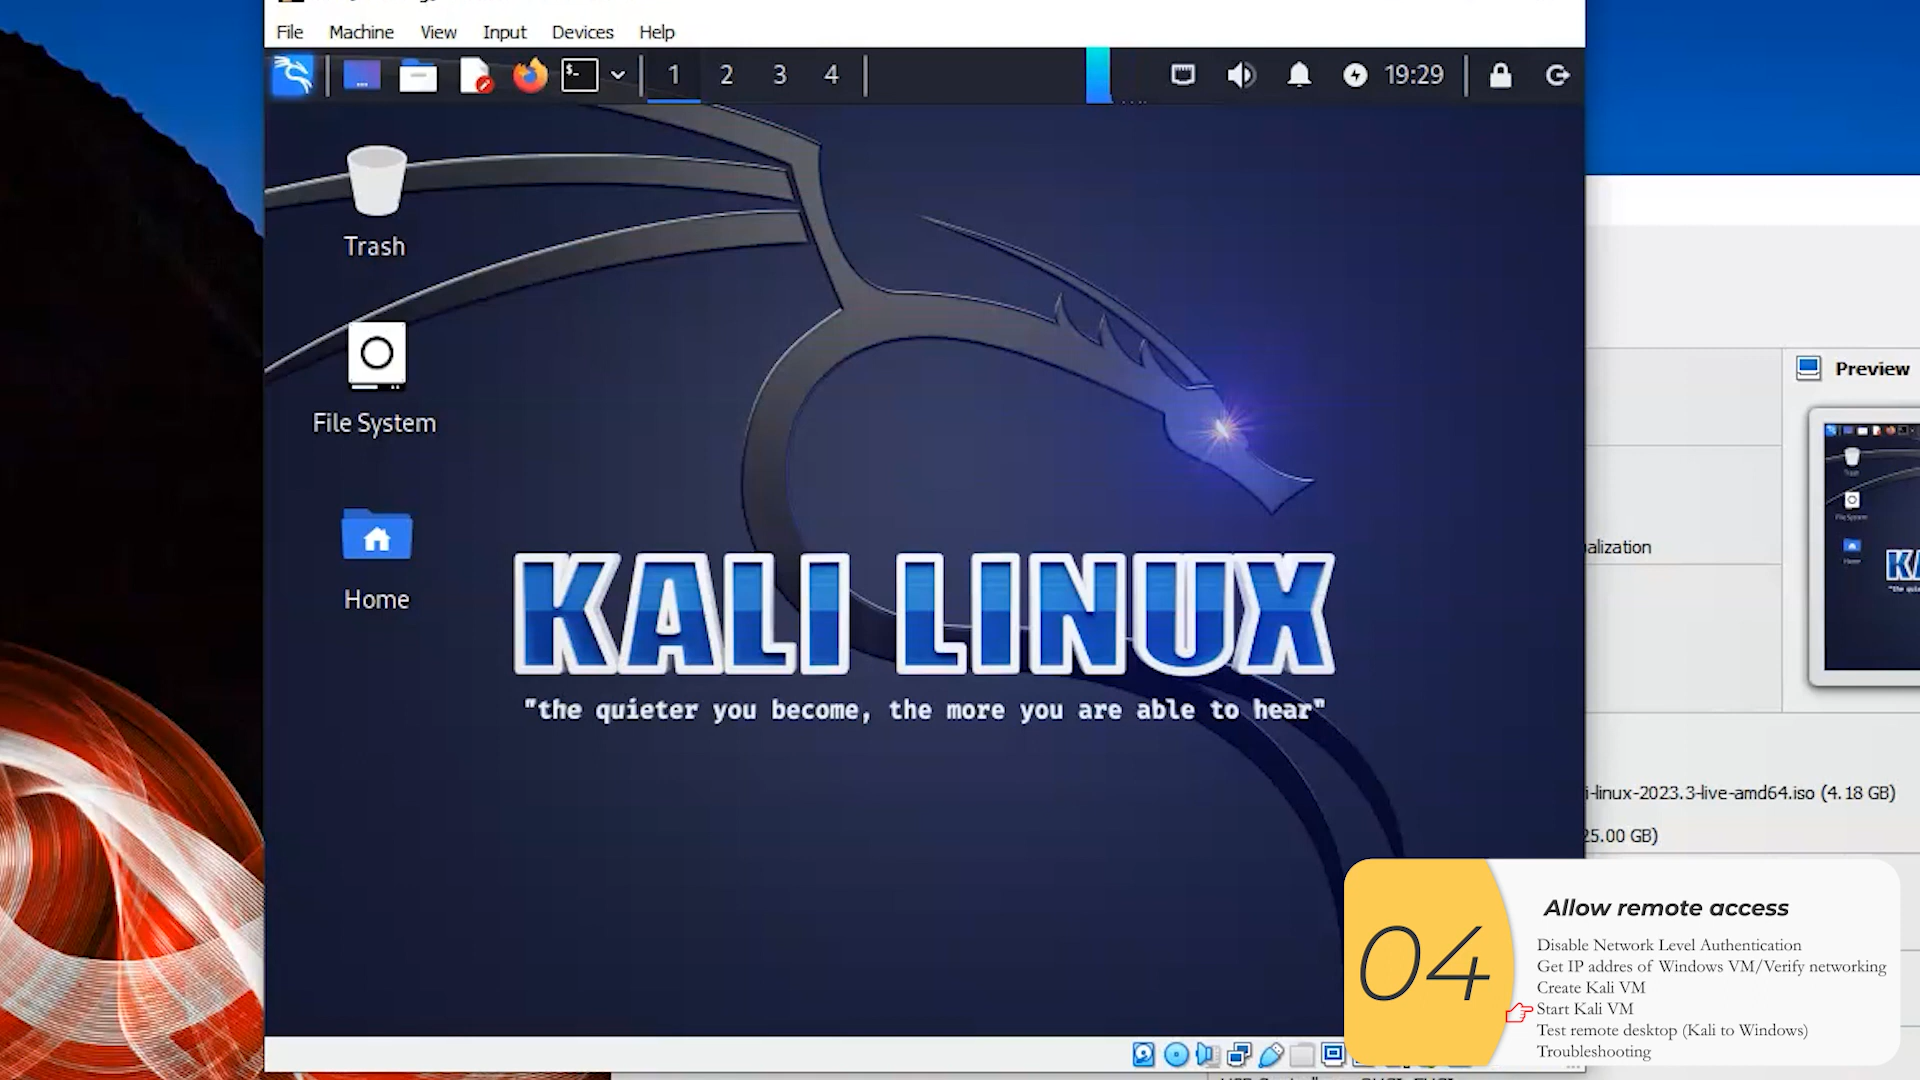 File Machine View Input Devices Help
1 2 3 4 19:29
Trash
File System
Home
KALI LINUX
"the quieter you become, the more you are able to hear"
Preview
alization
i-linux-2023.3-live-amd64.iso (4.18 GB)
25.00 GB)
04
Allow remote access
Disable Network Level Authentication
Get IP addres of Windows VM/Verify networking
Create Kali VM
Start Kali VM
Test remote desktop (Kali to Windows)
Troubleshooting